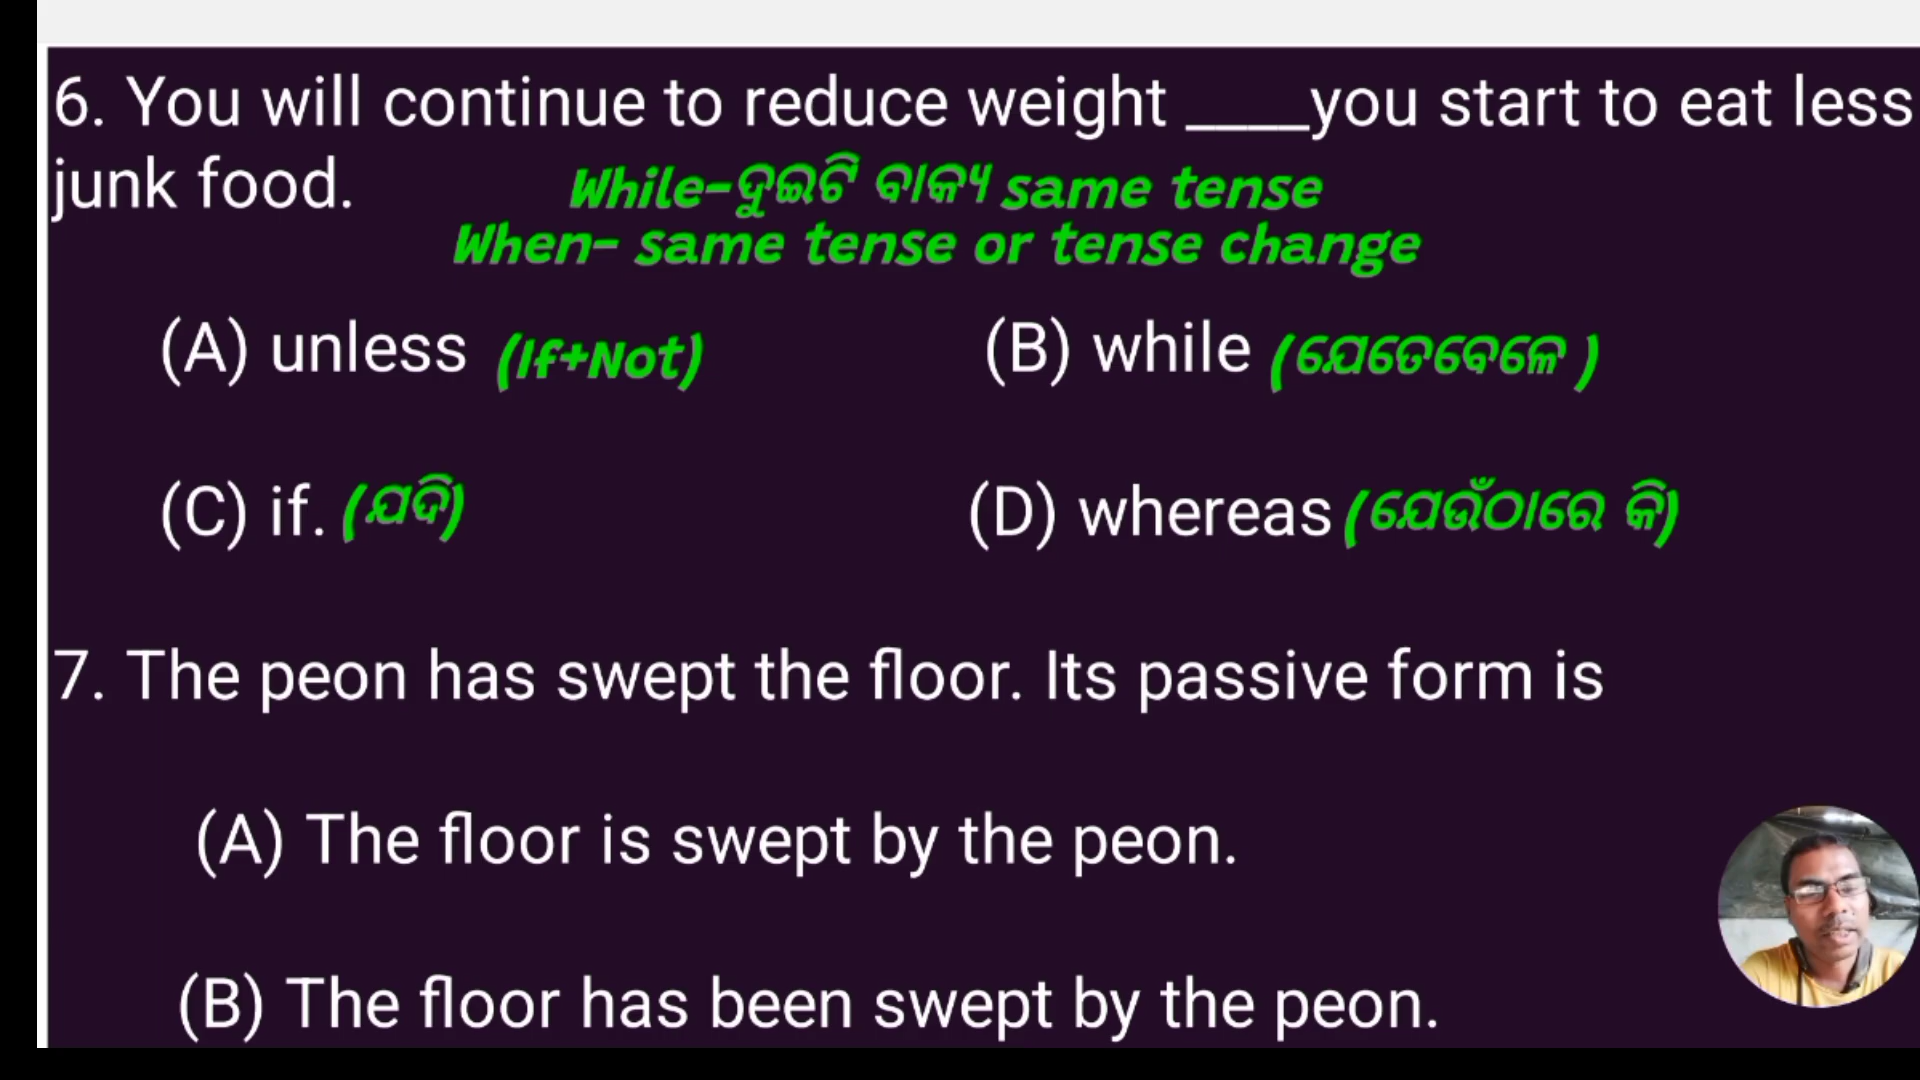 6. You will continue to reduce weight ____you start to eat less
junk food.
While-ଦୁଇଟି ବାକ୍ୟ same tense
When- same tense or tense change
(A) unless (If+Not)
(B) while (ଯେତେବେଳେ )
(C) if. (ଯଦି)
(D) whereas (ଯେଉଁଠାରେ କି)
7. The peon has swept the floor. Its passive form is
(A) The floor is swept by the peon.
(B) The floor has been swept by the peon.